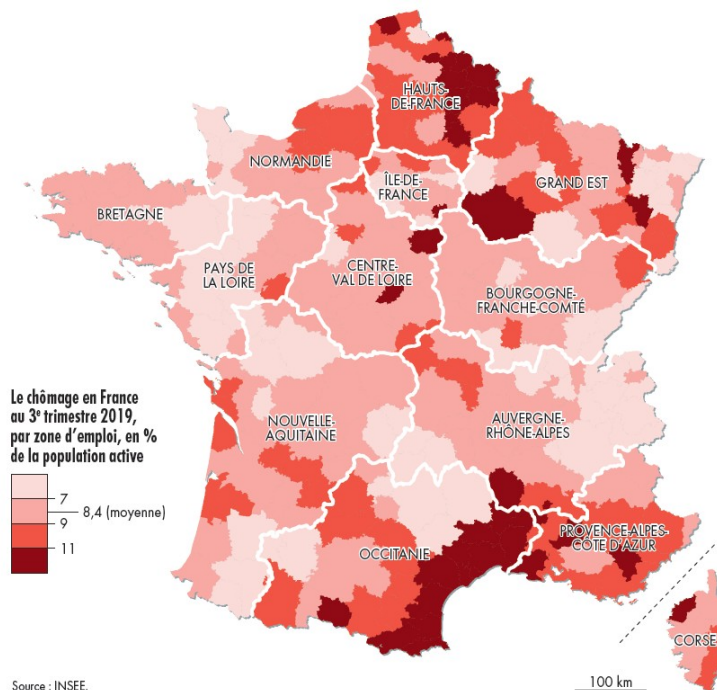 HAUTS-
DE-FRANCE
NORMANDIE
ÎLE-DE-
FRANCE
GRAND EST
BRETAGNE
PAYS DE
LA LOIRE
CENTRE-
VAL DE LOIRE
BOURGOGNE-
FRANCHE-COMTÉ
Le chômage en France
au 3e trimestre 2019,
par zone d'emploi, en %
de la population active
7
8,4 (moyenne)
9
11
NOUVELLE-
AQUITAINE
AUVERGNE-
RHÔNE-ALPES
OCCITANIE
PROVENCE-ALPES-
CÔTE D'AZUR
CORSE
Source : INSEE.
100 km